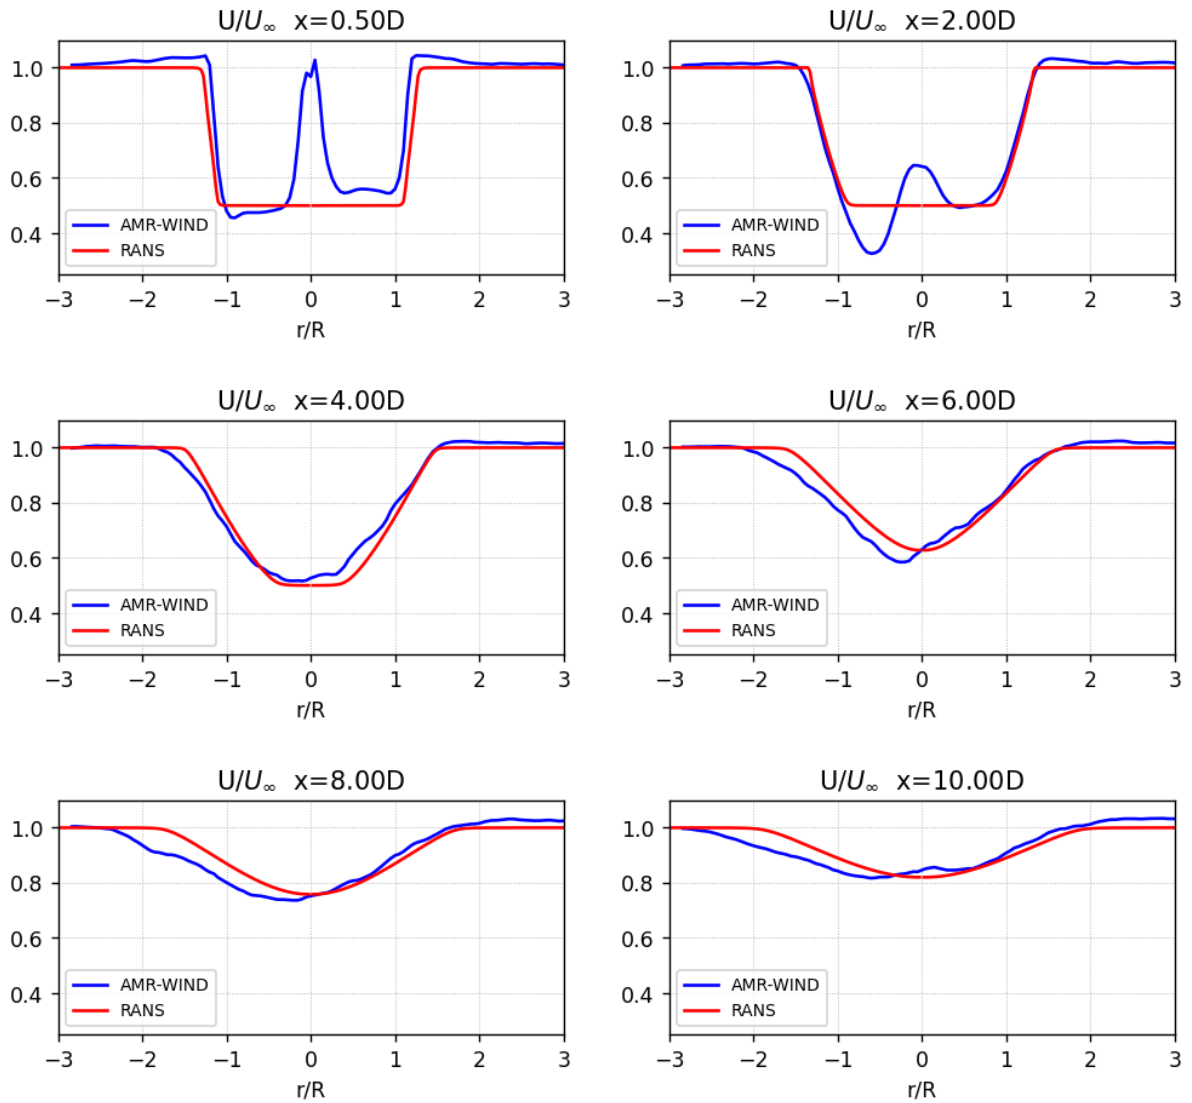 U/U∞ x=0.50D
1.0
0.8
0.6
0.4
AMR-WIND
RANS
−3 −2 −1 0 1 2 3
r/R
U/U∞ x=2.00D
1.0
0.8
0.6
0.4
AMR-WIND
RANS
−3 −2 −1 0 1 2 3
r/R
U/U∞ x=4.00D
1.0
0.8
0.6
0.4
AMR-WIND
RANS
−3 −2 −1 0 1 2 3
r/R
U/U∞ x=6.00D
1.0
0.8
0.6
0.4
AMR-WIND
RANS
−3 −2 −1 0 1 2 3
r/R
U/U∞ x=8.00D
1.0
0.8
0.6
0.4
AMR-WIND
RANS
−3 −2 −1 0 1 2 3
r/R
U/U∞ x=10.00D
1.0
0.8
0.6
0.4
AMR-WIND
RANS
−3 −2 −1 0 1 2 3
r/R